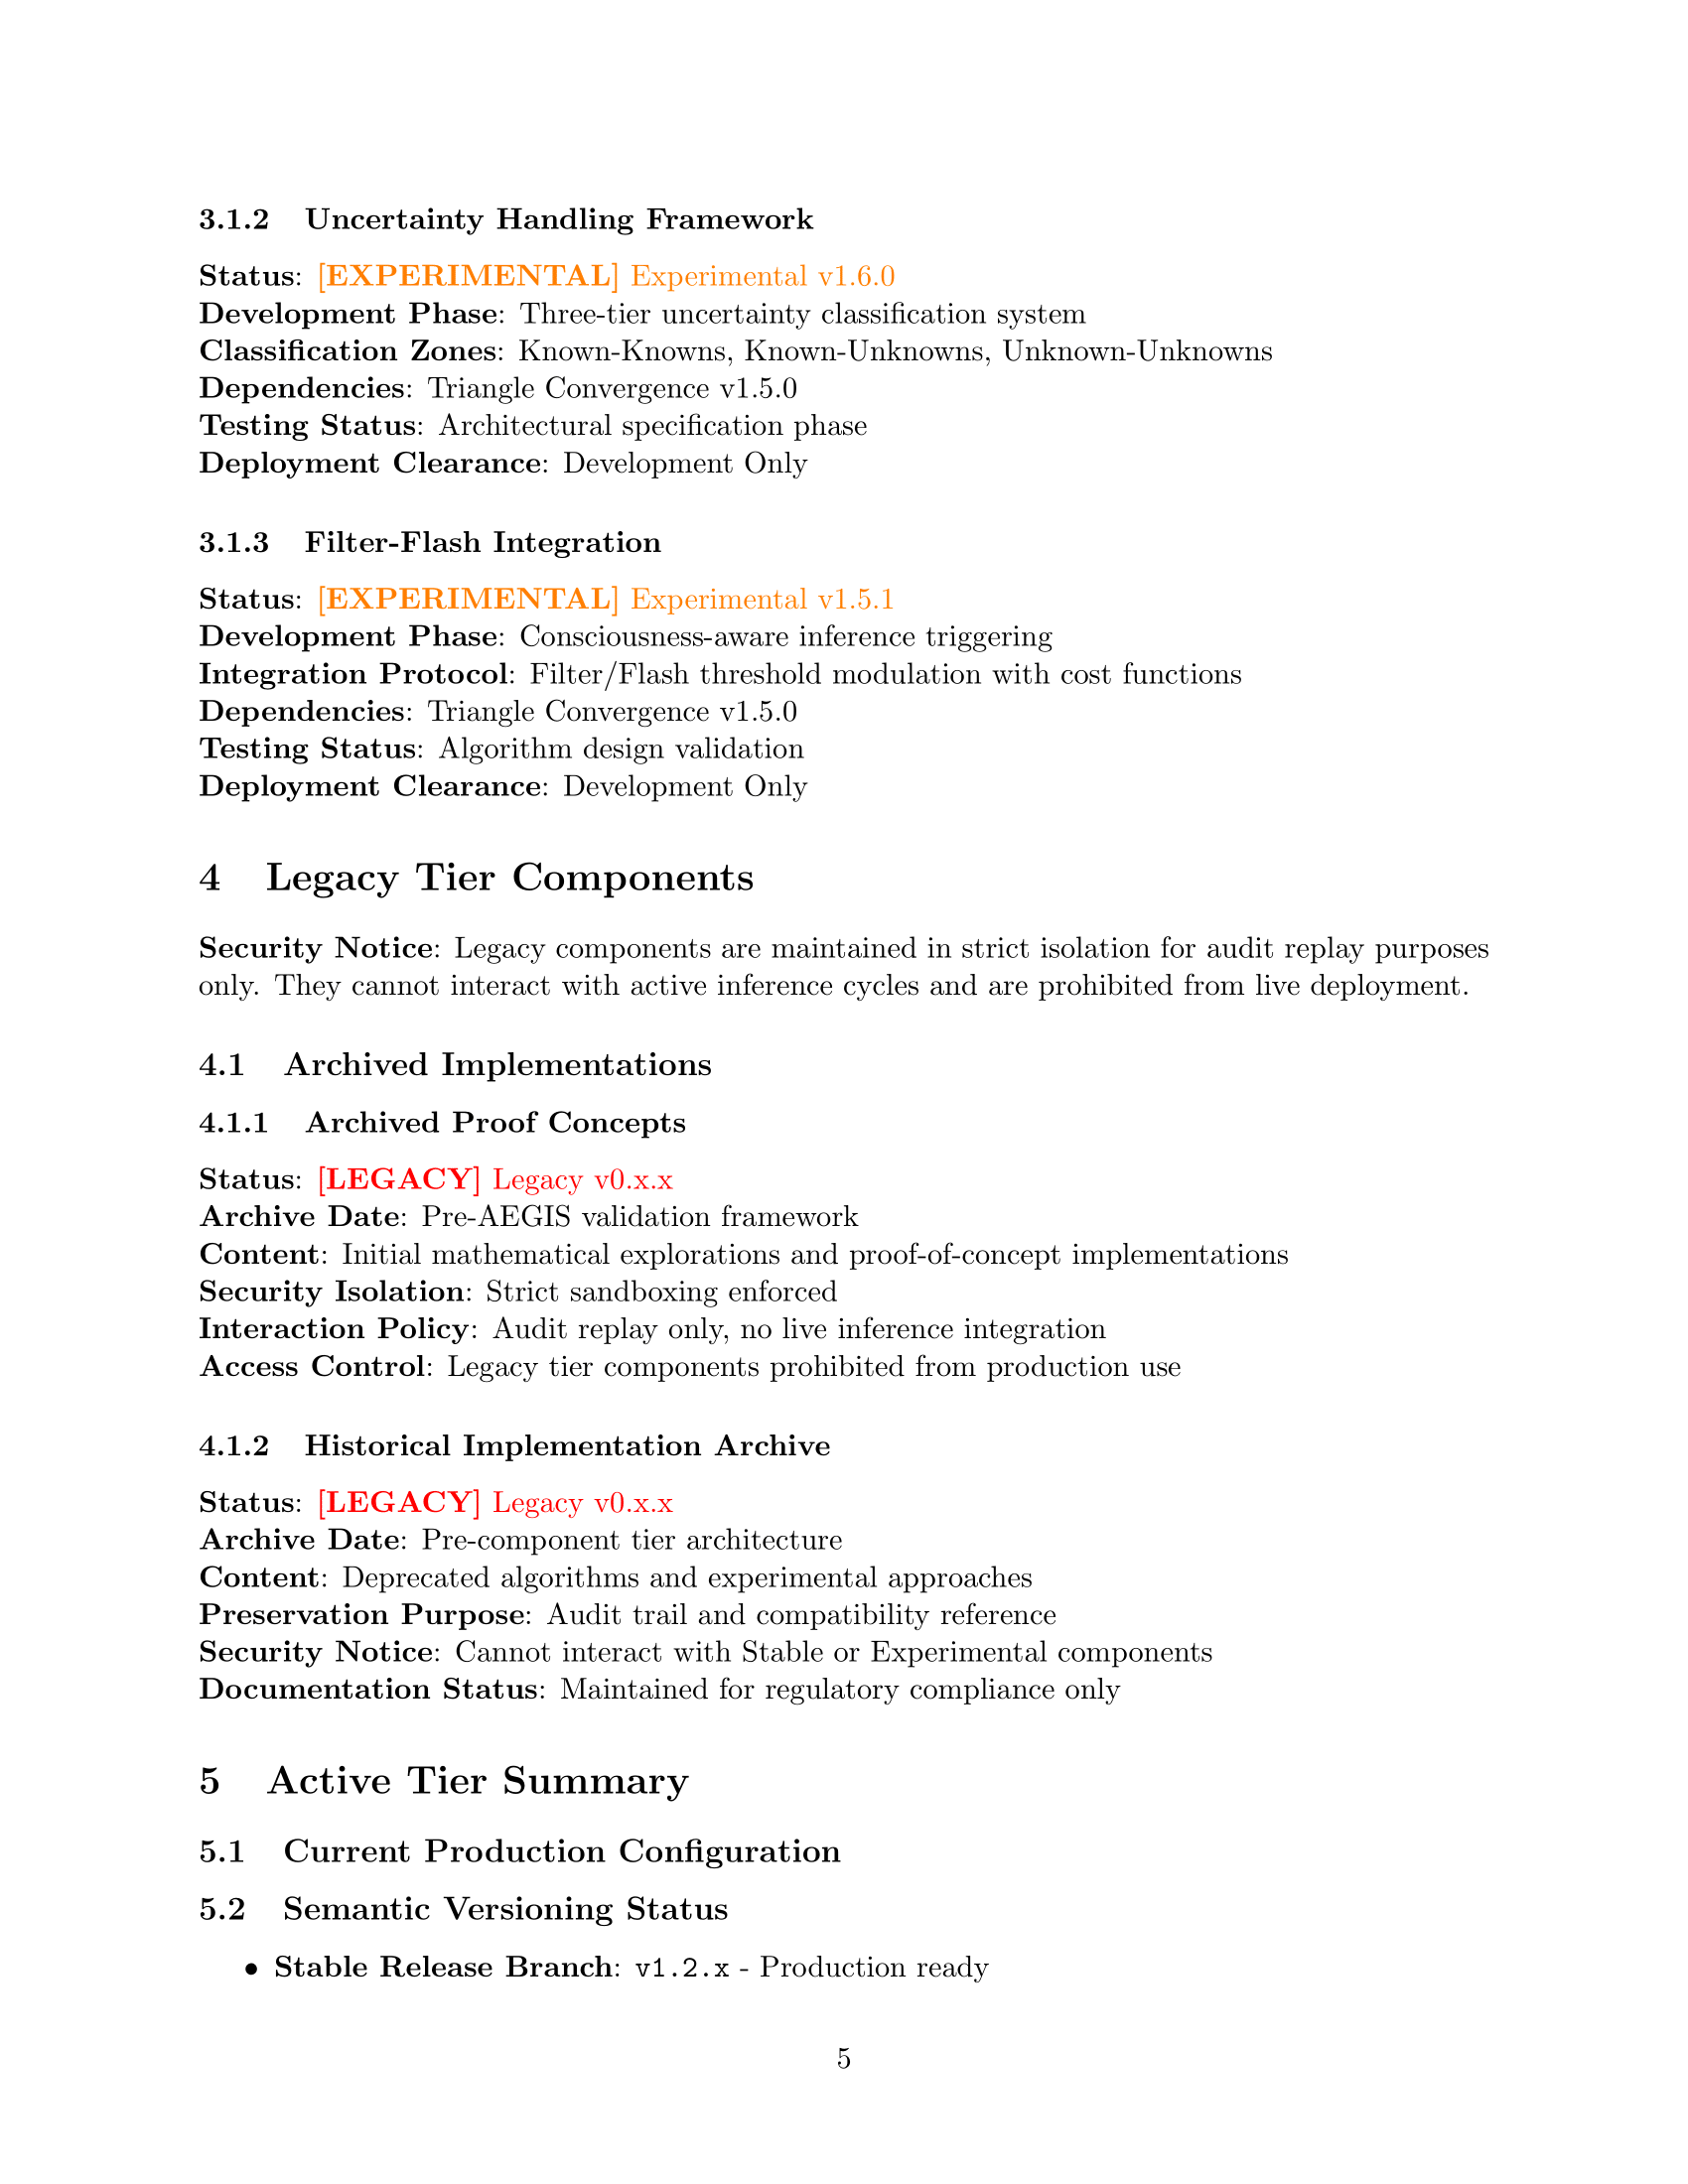 3.1.2 Uncertainty Handling Framework
Status: [EXPERIMENTAL] Experimental v1.6.0
Development Phase: Three-tier uncertainty classification system
Classification Zones: Known-Knowns, Known-Unknowns, Unknown-Unknowns
Dependencies: Triangle Convergence v1.5.0
Testing Status: Architectural specification phase
Deployment Clearance: Development Only
3.1.3 Filter-Flash Integration
Status: [EXPERIMENTAL] Experimental v1.5.1
Development Phase: Consciousness-aware inference triggering
Integration Protocol: Filter/Flash threshold modulation with cost functions
Dependencies: Triangle Convergence v1.5.0
Testing Status: Algorithm design validation
Deployment Clearance: Development Only
4 Legacy Tier Components
Security Notice: Legacy components are maintained in strict isolation for audit replay purposes
only. They cannot interact with active inference cycles and are prohibited from live deployment.
4.1 Archived Implementations
4.1.1 Archived Proof Concepts
Status: [LEGACY] Legacy v0.x.x
Archive Date: Pre-AEGIS validation framework
Content: Initial mathematical explorations and proof-of-concept implementations
Security Isolation: Strict sandboxing enforced
Interaction Policy: Audit replay only, no live inference integration
Access Control: Legacy tier components prohibited from production use
4.1.2 Historical Implementation Archive
Status: [LEGACY] Legacy v0.x.x
Archive Date: Pre-component tier architecture
Content: Deprecated algorithms and experimental approaches
Preservation Purpose: Audit trail and compatibility reference
Security Notice: Cannot interact with Stable or Experimental components
Documentation Status: Maintained for regulatory compliance only
5 Active Tier Summary
5.1 Current Production Configuration
5.2 Semantic Versioning Status
• Stable Release Branch: v1.2.x - Production ready
5